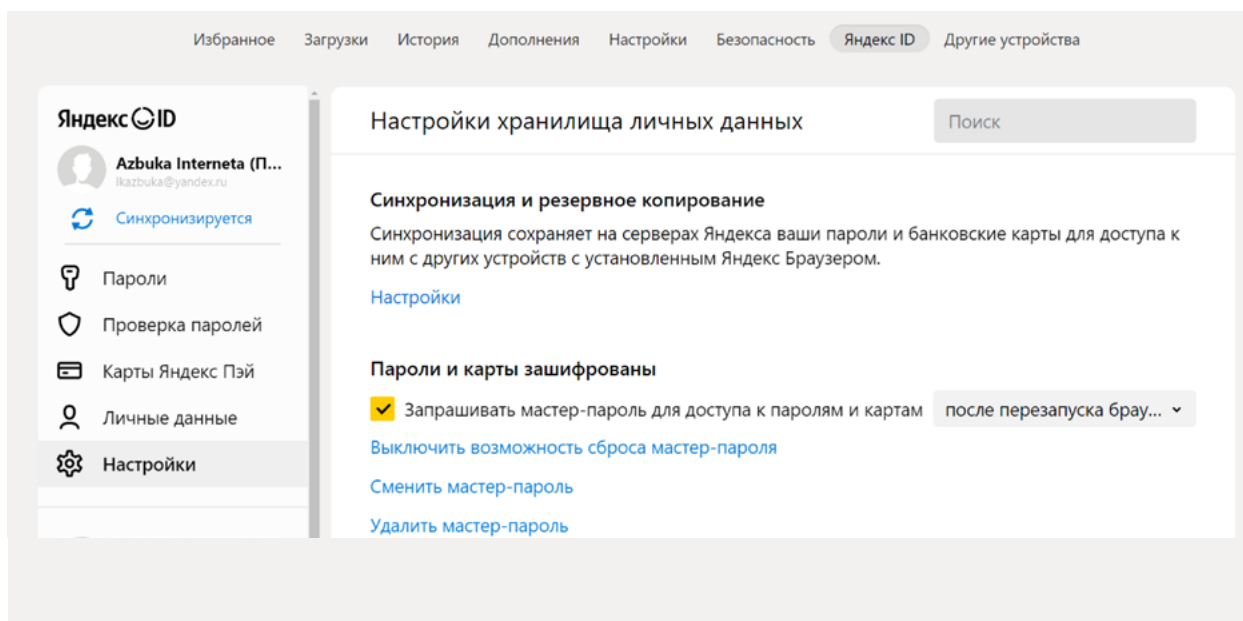 Избранное Загрузки История Дополнения Настройки Безопасность Яндекс ID Другие устройства
Яндекс ID
Azbuka Interneta (П...
lkazbuka@yandex.ru
Синхронизируется
Пароли
Проверка паролей
Карты Яндекс Пэй
Личные данные
Настройки
Настройки хранилища личных данных
Поиск
Синхронизация и резервное копирование
Синхронизация сохраняет на серверах Яндекса ваши пароли и банковские карты для доступа к
ним с других устройств с установленным Яндекс Браузером.
Настройки
Пароли и карты зашифрованы
Запрашивать мастер-пароль для доступа к паролям и картам после перезапуска брау...
Выключить возможность сброса мастер-пароля
Сменить мастер-пароль
Удалить мастер-пароль